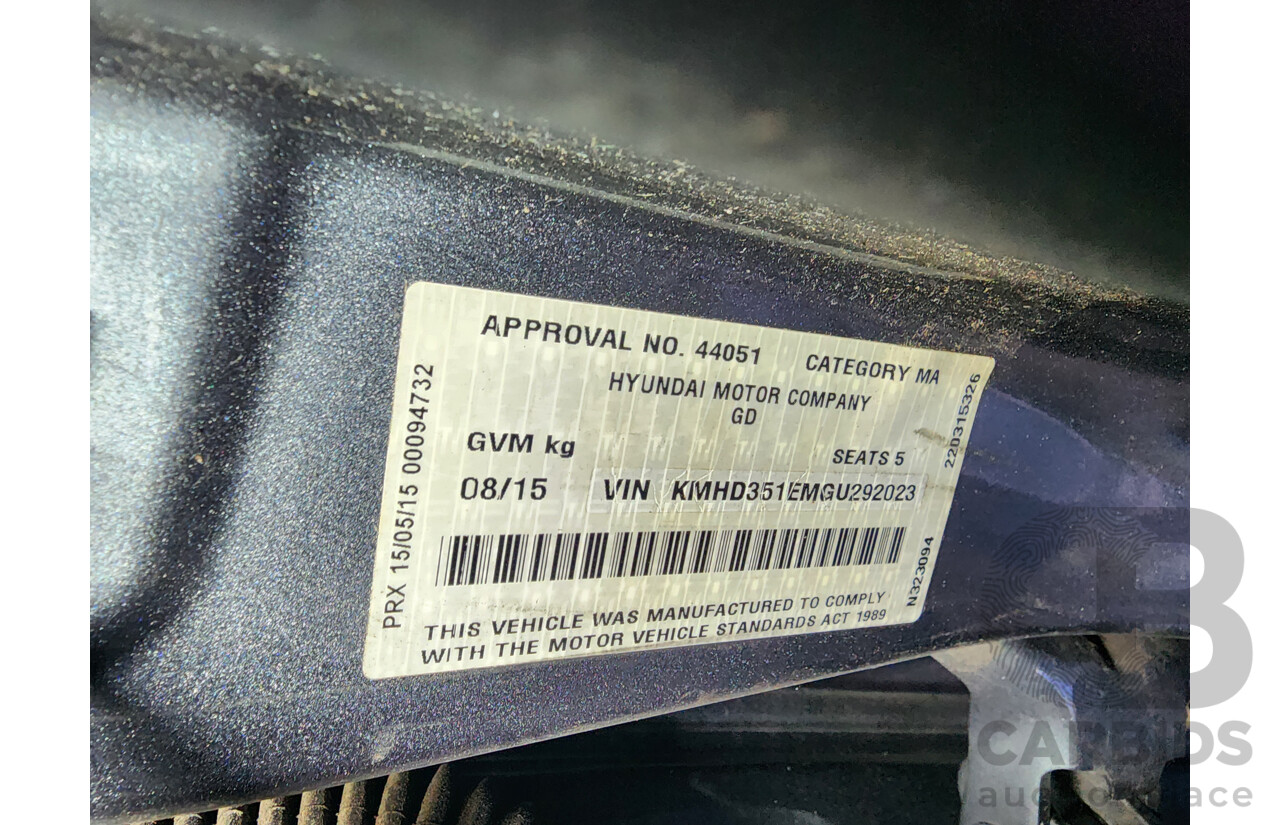 APPROVAL NO. 44051 CATEGORY MA
HYUNDAI MOTOR COMPANY
GD
GVM kg SEATS 5
08/15 VIN KMHD351EMGU292023
THIS VEHICLE WAS MANUFACTURED TO COMPLY
WITH THE MOTOR VEHICLE STANDARDS ACT 1989
PRX 15/05/15 00094732
220315326
N323094
B
CARBIDS